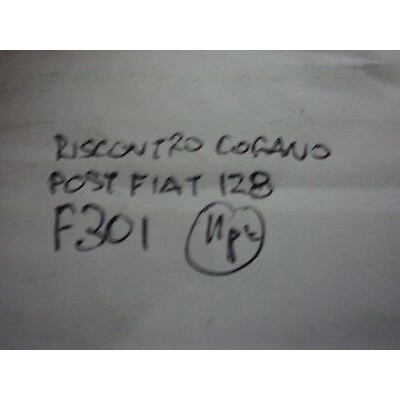 RISCONTRO COFANO
POST FIAT 128
F301 11pz